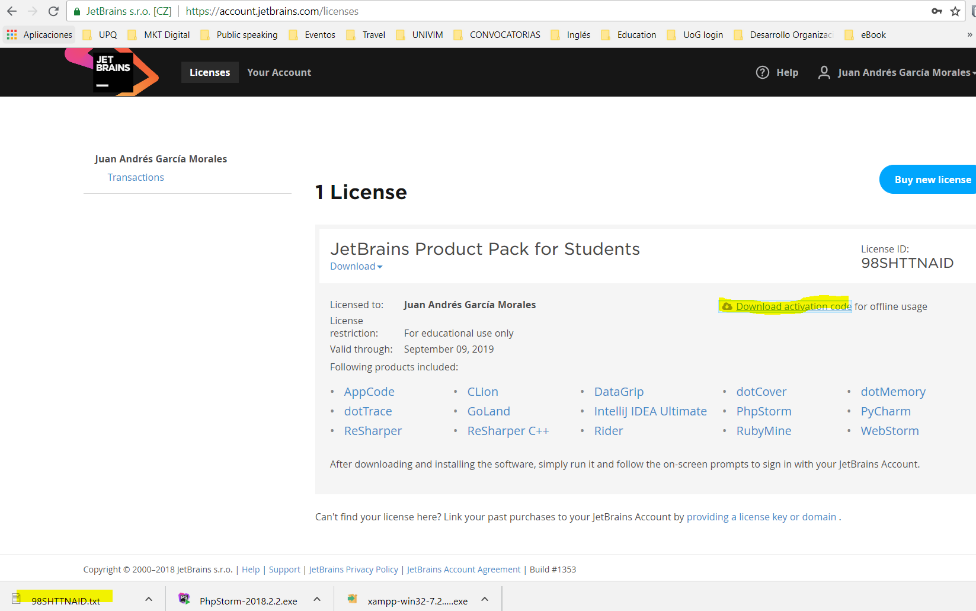 JetBrains s.r.o. [CZ] | https://account.jetbrains.com/licenses
Aplicaciones UPQ MKT Digital Public speaking Eventos Travel UNIVIM CONVOCATORIAS Inglés Education UoG login Desarrollo Organizac eBook »
JET
BRAINS
Licenses Your Account Help Juan Andrés García Morales
Juan Andrés García Morales
Transactions
1 License
Buy new license
JetBrains Product Pack for Students
Download
License ID:
98SHTTNAID
Licensed to: Juan Andrés García Morales
Download activation code for offline usage
License
restriction: For educational use only
Valid through: September 09, 2019
Following products included:
• AppCode • CLion • DataGrip • dotCover • dotMemory
• dotTrace • GoLand • IntelliJ IDEA Ultimate • PhpStorm • PyCharm
• ReSharper • ReSharper C++ • Rider • RubyMine • WebStorm
After downloading and installing the software, simply run it and follow the on-screen prompts to sign in with your JetBrains Account.
Can't find your license here? Link your past purchases to your JetBrains Account by providing a license key or domain .
Copyright © 2000–2018 JetBrains s.r.o. | Help | Support | JetBrains Privacy Policy | JetBrains Account Agreement | Build #1353
98SHTTNAID.txt PhpStorm-2018.2.2.exe xampp-win32-7.2.....exe